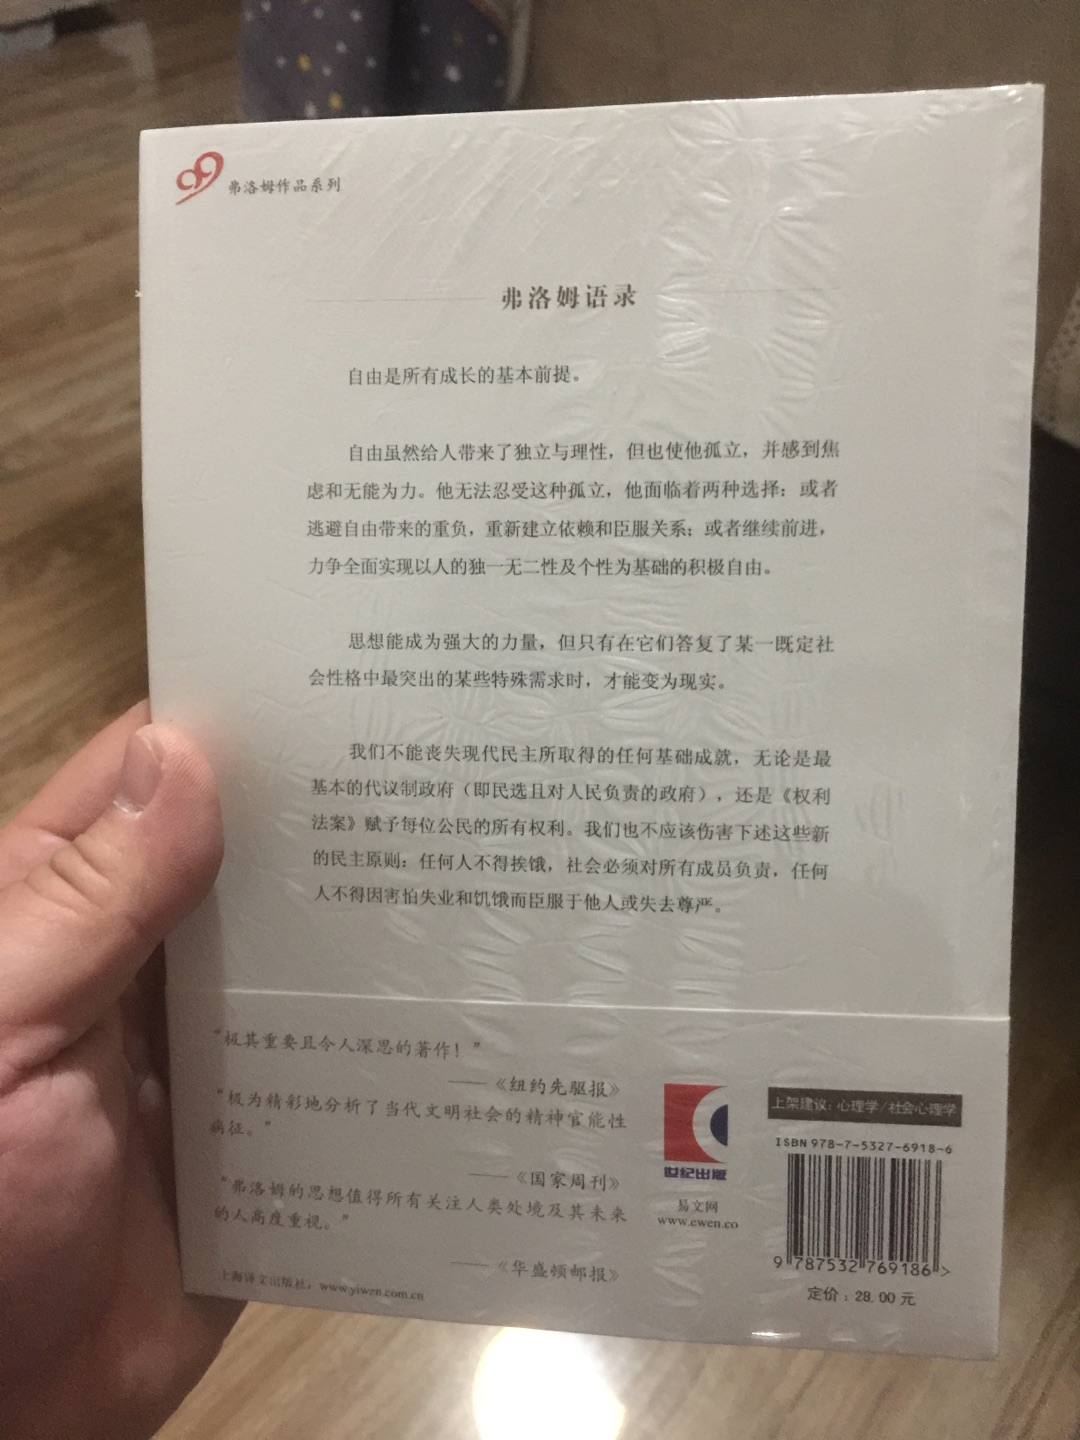 99 弗洛姆作品系列
弗洛姆语录
自由是所有成长的基本前提。
自由虽然给人带来了独立与理性，但也使他孤立，并感到焦
虑和无能为力。他无法忍受这种孤立，他面临着两种选择：或者
逃避自由带来的重负，重新建立依赖和臣服关系；或者继续前进，
力争全面实现以人的独一无二性及个性为基础的积极自由。
思想能成为强大的力量，但只有在它们答复了某一既定社
会性格中最突出的某些特殊需求时，才能变为现实。
我们不能丧失现代民主所取得的任何基础成就，无论是最
基本的代议制政府（即民选且对人民负责的政府），还是《权利
法案》赋予每位公民的所有权利。我们也不应该伤害下述这些新
的民主原则：任何人不得挨饿，社会必须对所有成员负责，任何
人不得因害怕失业和饥饿而臣服于他人或失去尊严。
“极其重要且令人深思的著作！”
——《纽约先驱报》
“极为精彩地分析了当代文明社会的精神官能性
病征。”
——《国家周刊》
“弗洛姆的思想值得所有关注人类处境及其未来
的人高度重视。”
——《华盛顿邮报》
上海译文出版社：www.yiwen.com.cn
世纪出版
易文网
www.ewen.co
上架建议：心理学/社会心理学
ISBN 978-7-5327-6918-6
9 787532 769186 >
定价：28.00 元